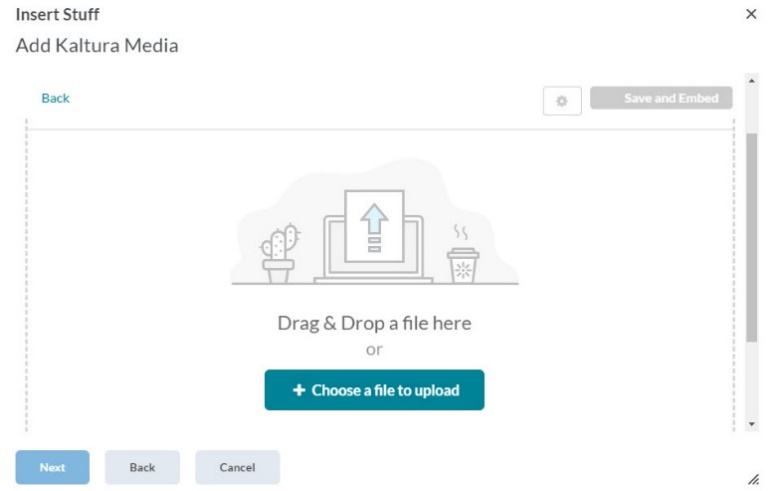 Insert Stuff
Add Kaltura Media
Back
Save and Embed
Drag & Drop a file here
or
+ Choose a file to upload
Next Back Cancel